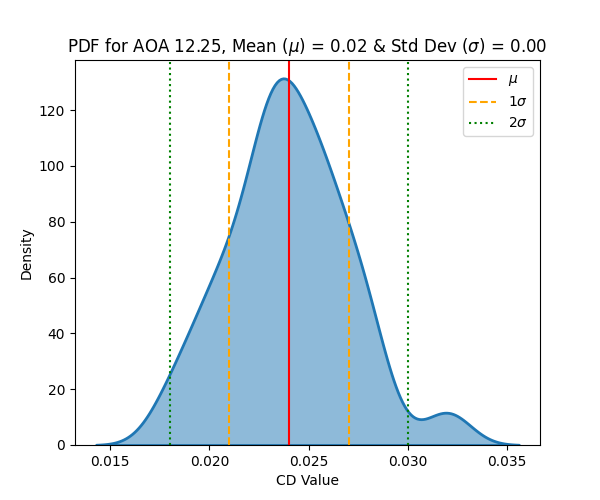 PDF for AOA 12.25, Mean (μ) = 0.02 & Std Dev (σ) = 0.00
μ
1σ
2σ
Density
120
100
80
60
40
20
0
0.015 0.020 0.025 0.030 0.035
CD Value